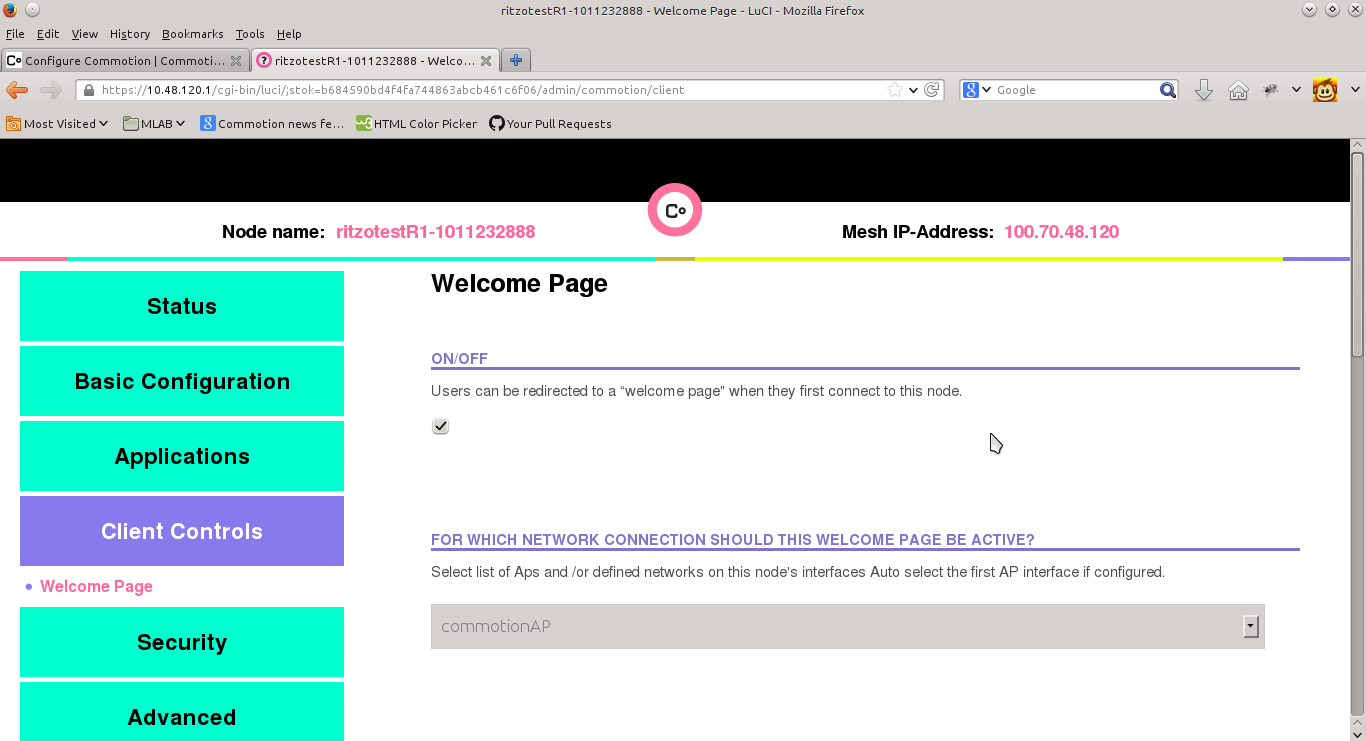 ritzotestR1-1011232888 - Welcome Page - LuCI - Mozilla Firefox
File Edit View History Bookmarks Tools Help
Configure Commotion | Commoti... ritzotestR1-1011232888 - Welco...
https://10.48.120.1/cgi-bin/luci/;stok=b684590bd4f4fa744863abcb461c6f06/admin/commotion/client Google
Most Visited MLAB Commotion news fe... HTML Color Picker Your Pull Requests
Node name: ritzotestR1-1011232888 Mesh IP-Address: 100.70.48.120
Status
Basic Configuration
Applications
Client Controls
Welcome Page
Security
Advanced
Welcome Page
ON/OFF
Users can be redirected to a “welcome page" when they first connect to this node.
FOR WHICH NETWORK CONNECTION SHOULD THIS WELCOME PAGE BE ACTIVE?
Select list of Aps and /or defined networks on this node's interfaces Auto select the first AP interface if configured.
commotionAP